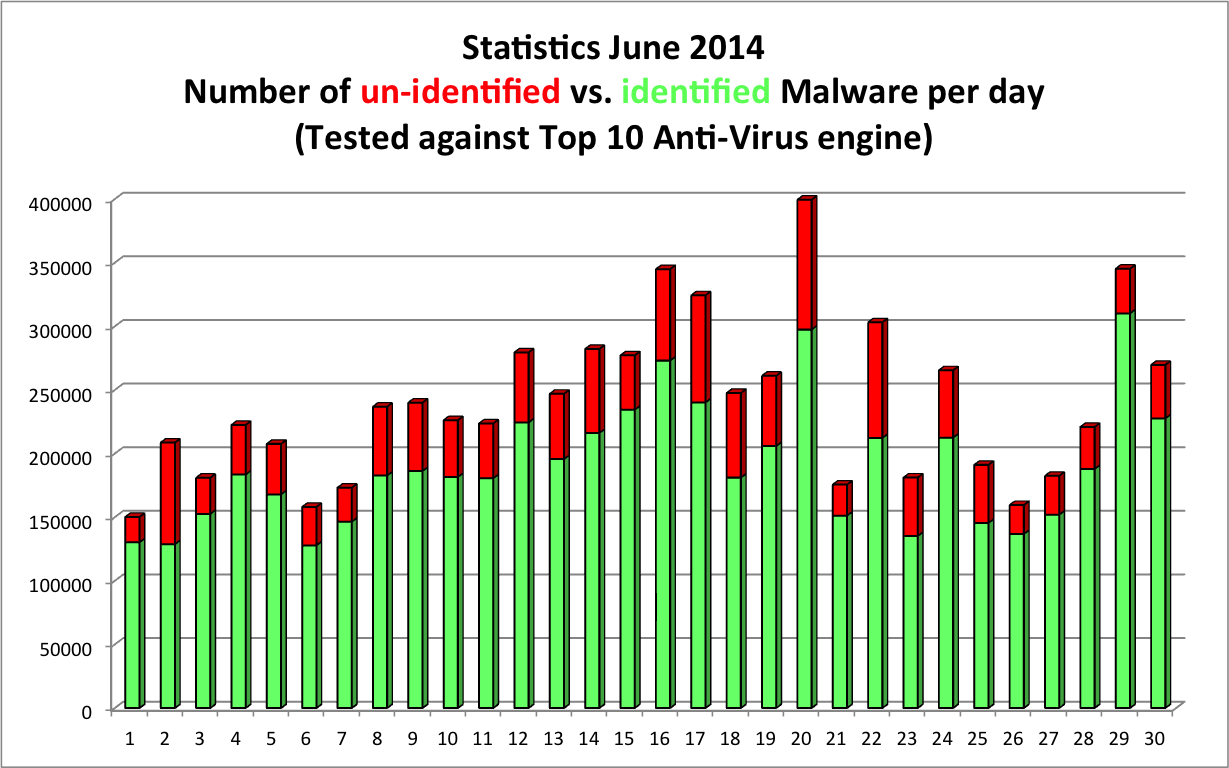 Statistics June 2014
Number of un-identified vs. identified Malware per day
(Tested against Top 10 Anti-Virus engine)
400000
350000
300000
250000
200000
150000
100000
50000
0
1 2 3 4 5 6 7 8 9 10 11 12 13 14 15 16 17 18 19 20 21 22 23 24 25 26 27 28 29 30